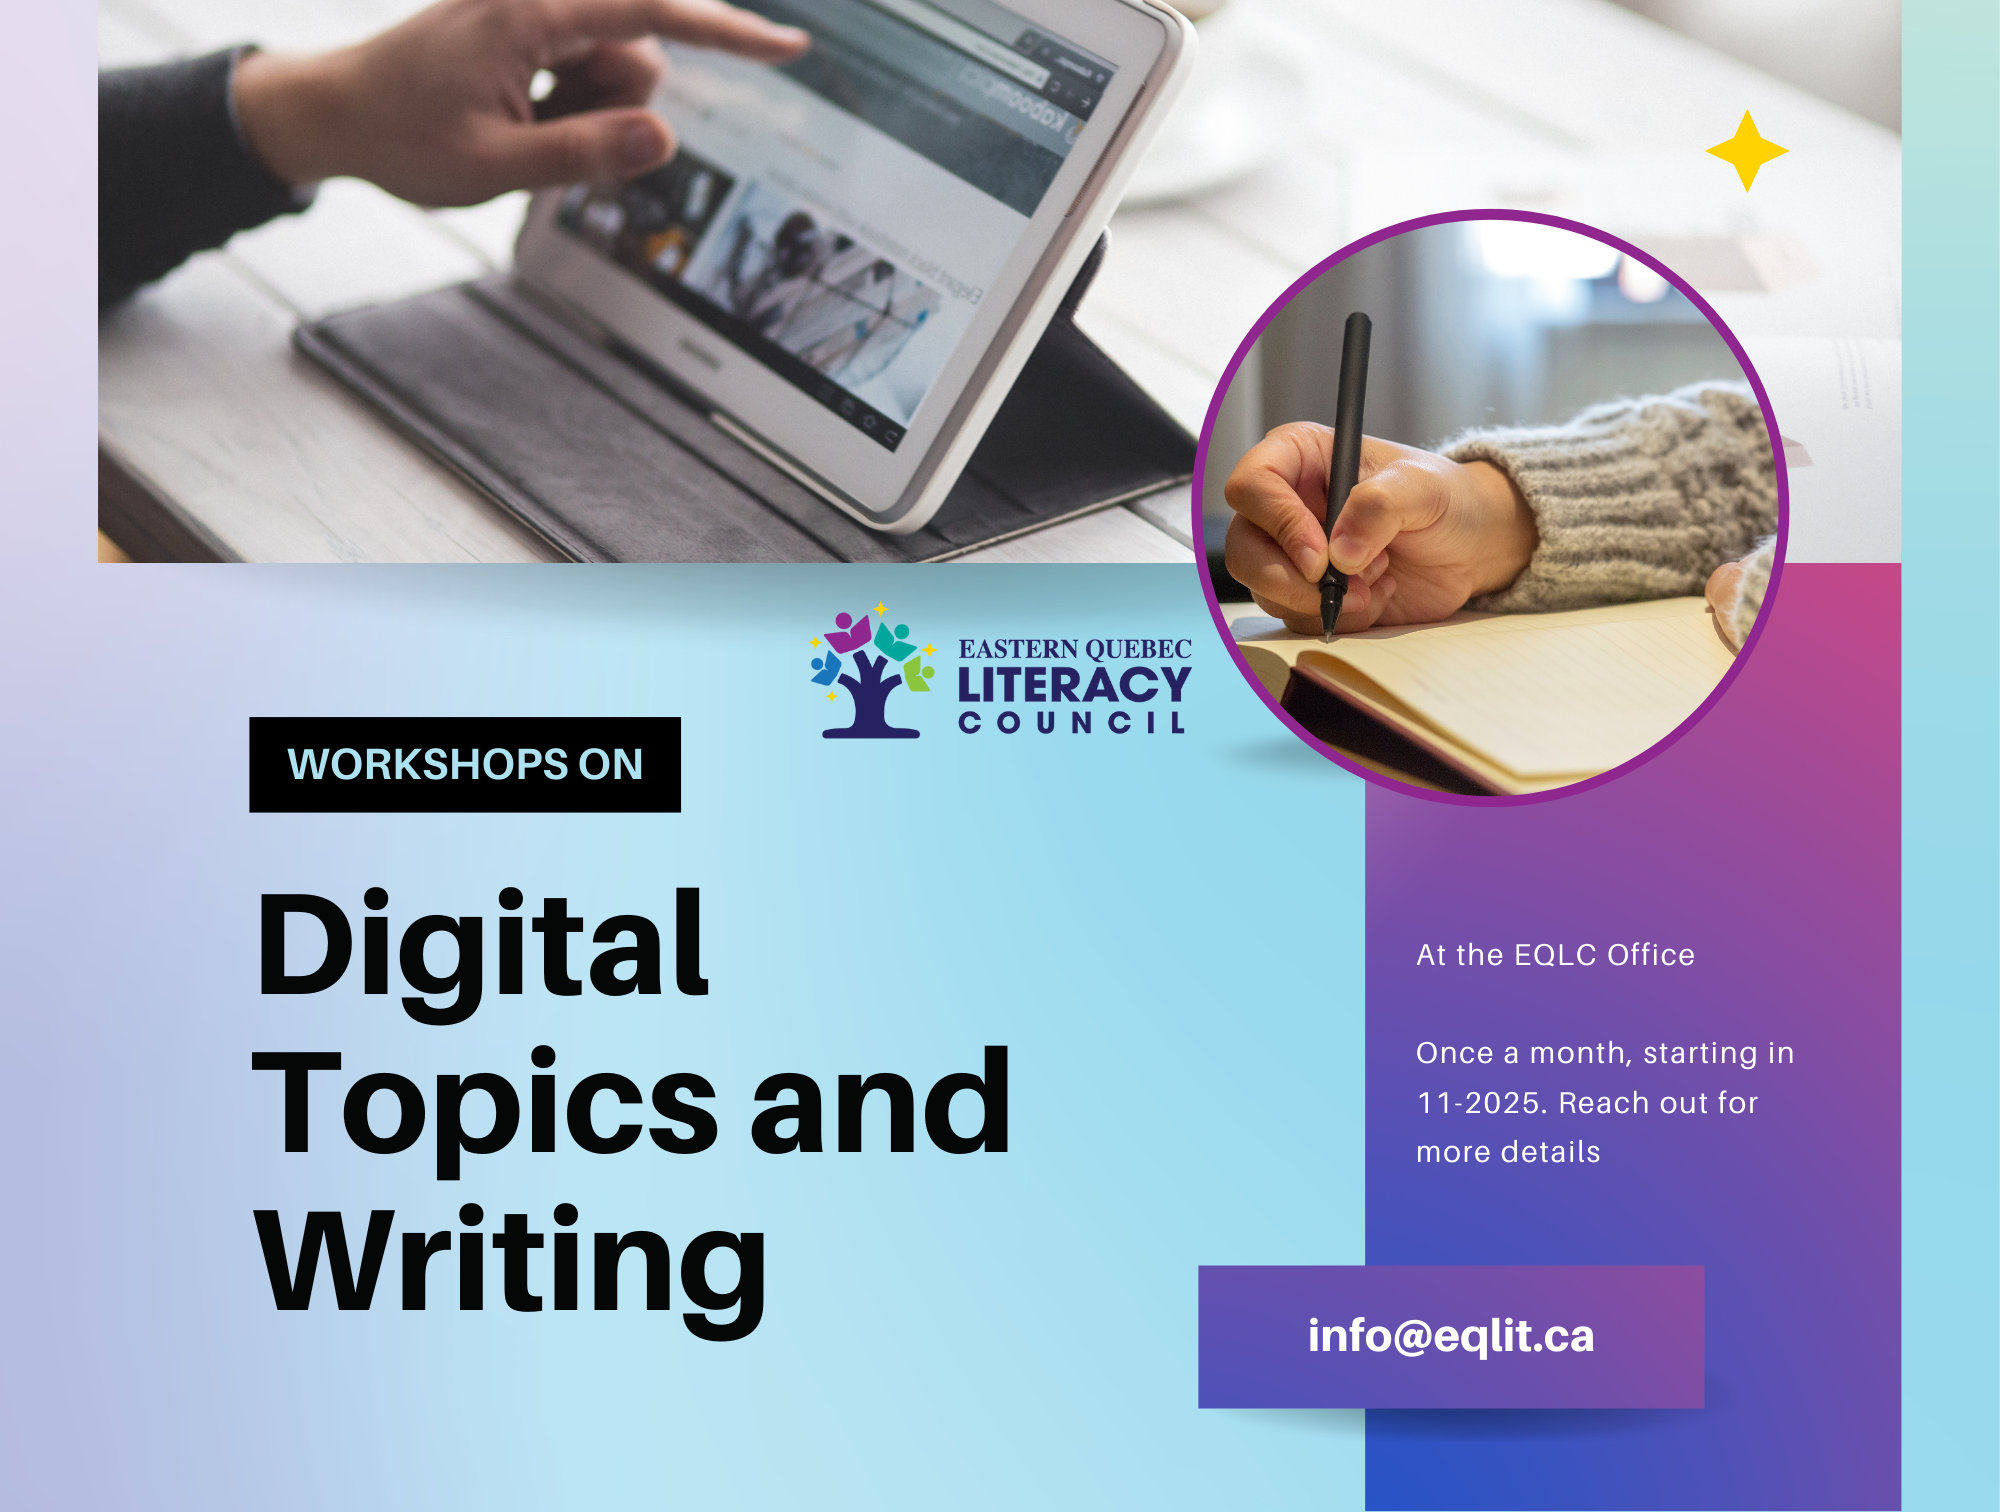 EASTERN QUEBEC
LITERACY
COUNCIL
WORKSHOPS ON
Digital
Topics and
Writing
At the EQLC Office
Once a month, starting in
11-2025. Reach out for
more details
info@eqlit.ca